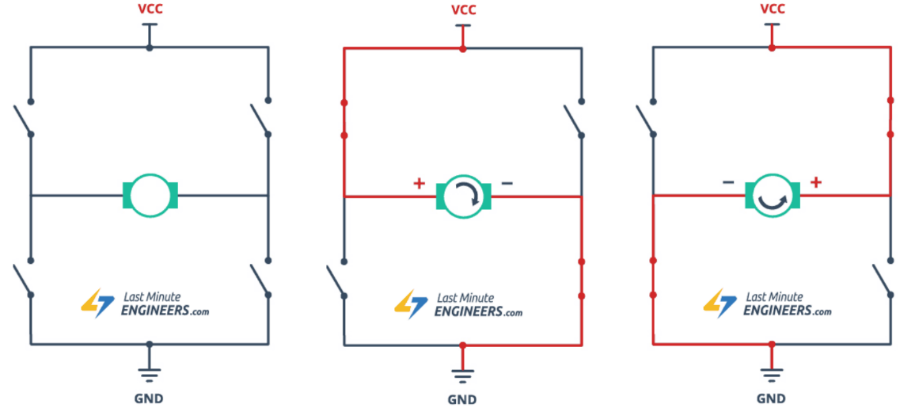 VCC
VCC
VCC
+
−
−
+
Last Minute
ENGINEERS.com
Last Minute
ENGINEERS.com
Last Minute
ENGINEERS.com
GND
GND
GND